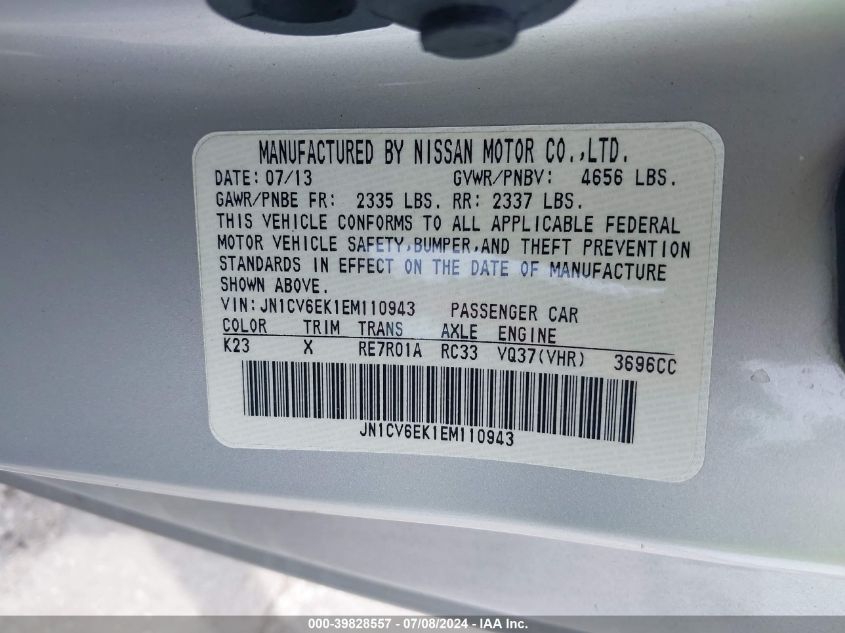 MANUFACTURED BY NISSAN MOTOR CO.,LTD.
DATE: 07/13 GVWR/PNBV: 4656 LBS.
GAWR/PNBE FR: 2335 LBS. RR: 2337 LBS.
THIS VEHICLE CONFORMS TO ALL APPLICABLE FEDERAL
MOTOR VEHICLE SAFETY,BUMPER,AND THEFT PREVENTION
STANDARDS IN EFFECT ON THE DATE OF MANUFACTURE
SHOWN ABOVE.
VIN:JN1CV6EK1EM110943 PASSENGER CAR
COLOR TRIM TRANS AXLE ENGINE
K23 X RE7R01A RC33 VQ37(VHR) 3696CC
JN1CV6EK1EM110943
000-39828557 - 07/08/2024 - IAA Inc.